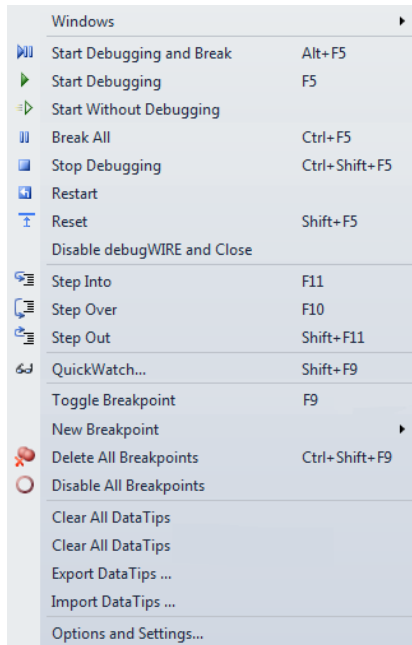 Windows
Start Debugging and Break Alt+F5
Start Debugging F5
Start Without Debugging
Break All Ctrl+F5
Stop Debugging Ctrl+Shift+F5
Restart
Reset Shift+F5
Disable debugWIRE and Close
Step Into F11
Step Over F10
Step Out Shift+F11
QuickWatch... Shift+F9
Toggle Breakpoint F9
New Breakpoint
Delete All Breakpoints Ctrl+Shift+F9
Disable All Breakpoints
Clear All DataTips
Clear All DataTips
Export DataTips ...
Import DataTips ...
Options and Settings...